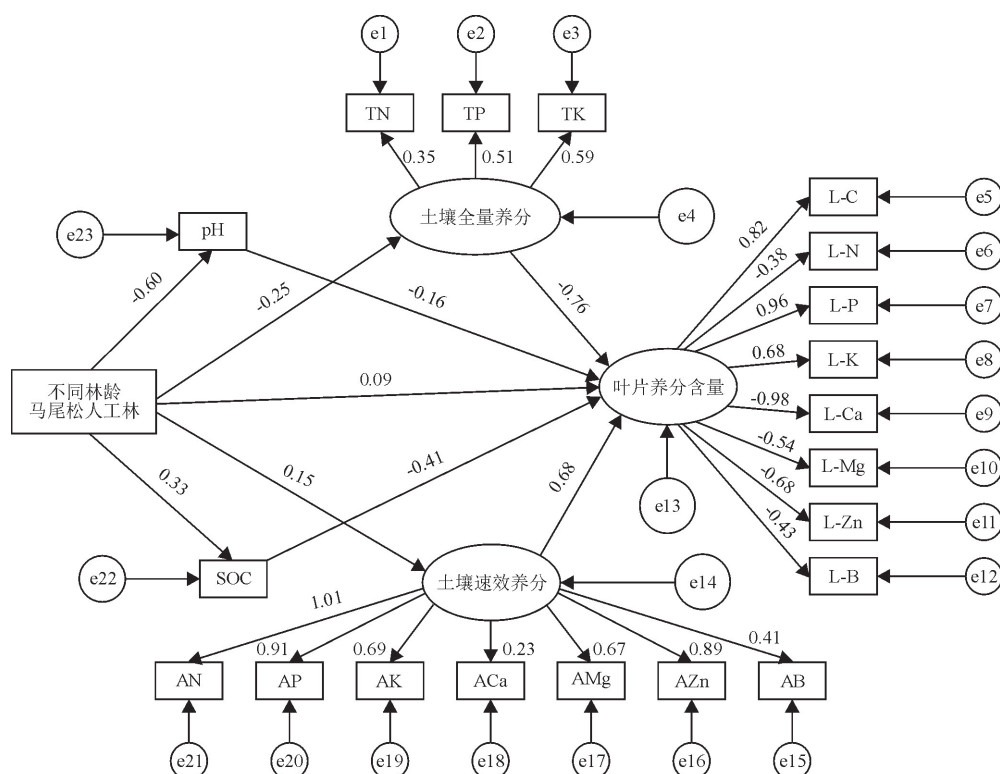 e1
e2
e3
TN
TP
TK
0.35
0.51
0.59
土壤全量养分
e4
e23
pH
-0.60
-0.25
-0.16
-0.76
0.82
-0.38
0.96
0.68
-0.98
-0.54
-0.68
-0.43
L-C
e5
L-N
e6
L-P
e7
L-K
e8
L-Ca
e9
L-Mg
e10
L-Zn
e11
L-B
e12
不同林龄
马尾松人工林
0.09
叶片养分含量
0.33
0.15
-0.41
0.68
e13
e22
SOC
土壤速效养分
e14
1.01
0.91
0.69
0.23
0.67
0.89
0.41
AN
AP
AK
ACa
AMg
AZn
AB
e21
e20
e19
e18
e17
e16
e15